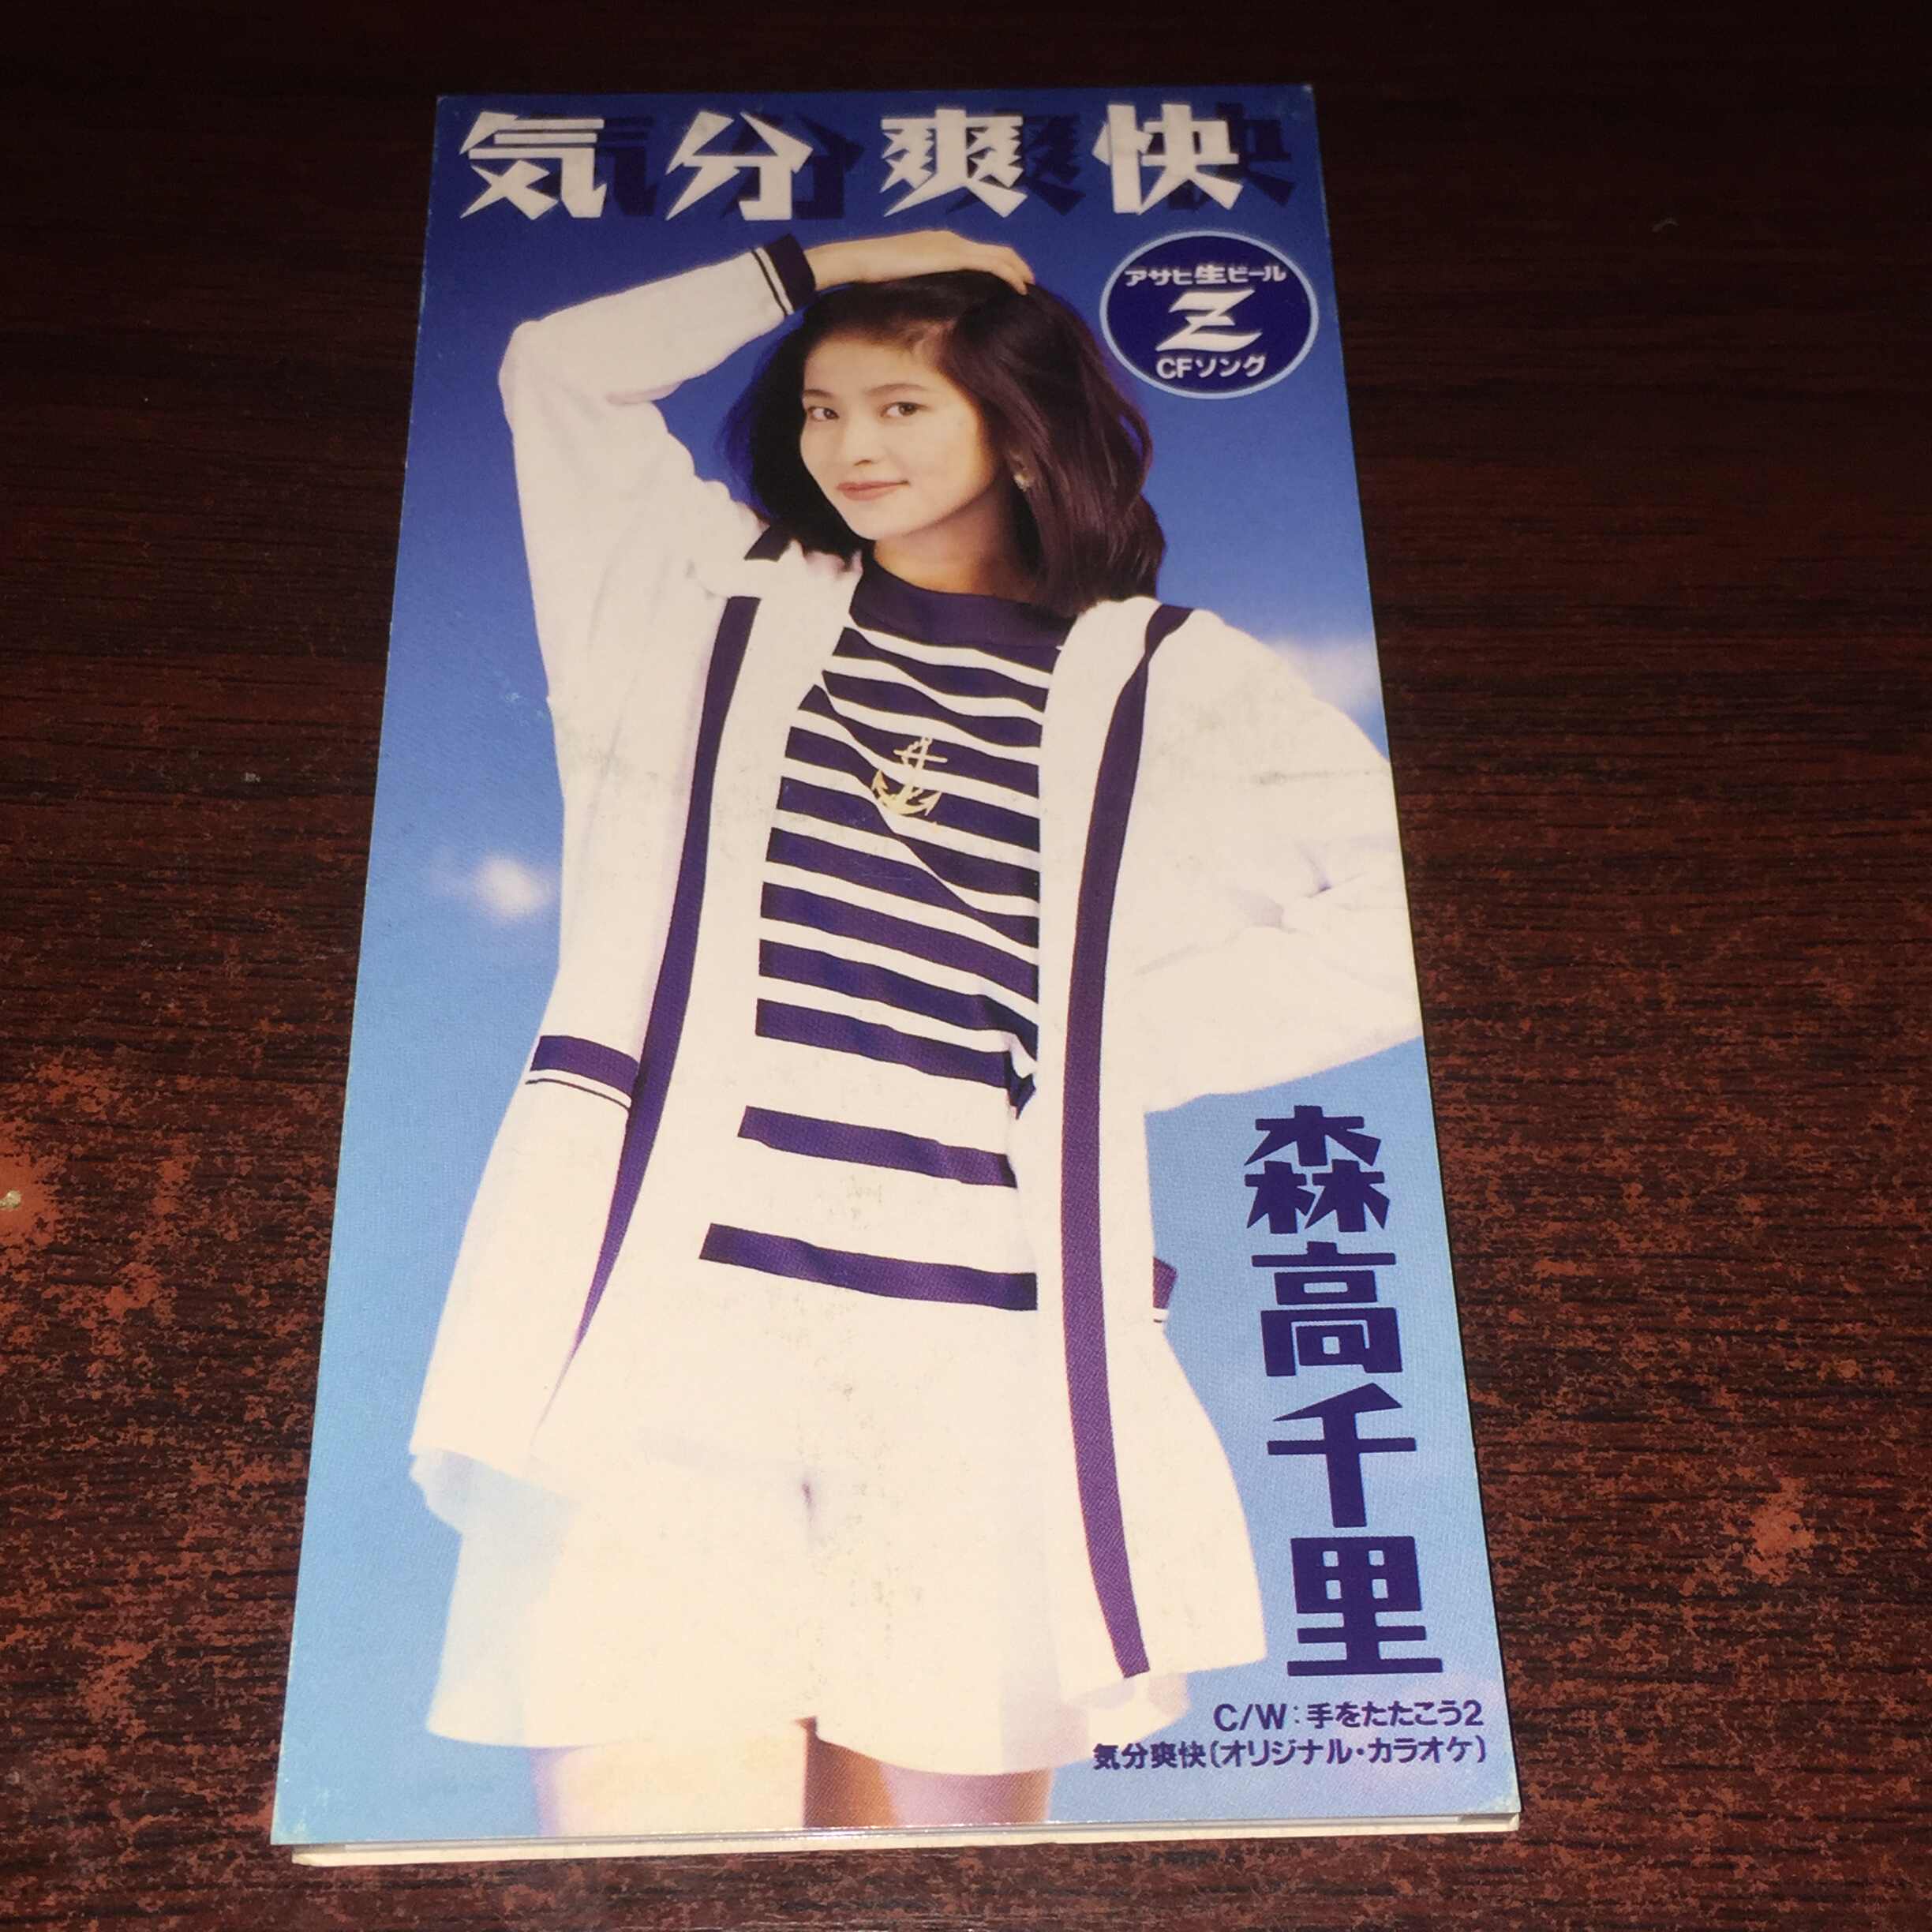 気分爽快
アサヒ生ビール
Z
CFソング
森高千里
C/W:手をたたこう2
気分爽快(オリジナル・カラオケ)